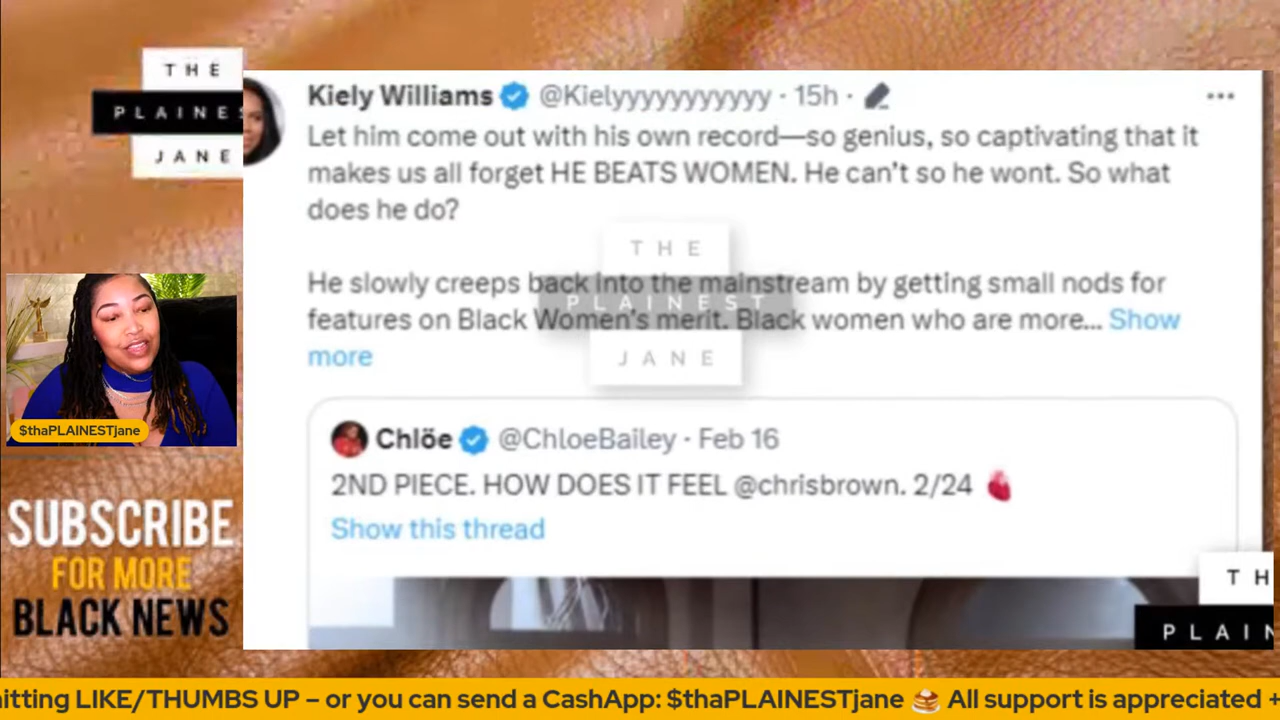 THE
PLAINES
JANE
Kiely Williams @Kielyyyyyyyyyyy · 15h ·
Let him come out with his own record—so genius, so captivating that it
makes us all forget HE BEATS WOMEN. He can't so he wont. So what
does he do?
THE
He slowly creeps back into the mainstream by getting small nods for
PLAINEST
features on Black Women's merit. Black women who are more... Show
more
JANE
Chlöe @ChloeBailey · Feb 16
2ND PIECE. HOW DOES IT FEEL @chrisbrown. 2/24 🫀
Show this thread
$thaPLAINESTjane
SUBSCRIBE
FOR MORE
BLACK NEWS
TH
PLAIN
itting LIKE/THUMBS UP – or you can send a CashApp: $thaPLAINESTjane 🥞 All support is appreciated +